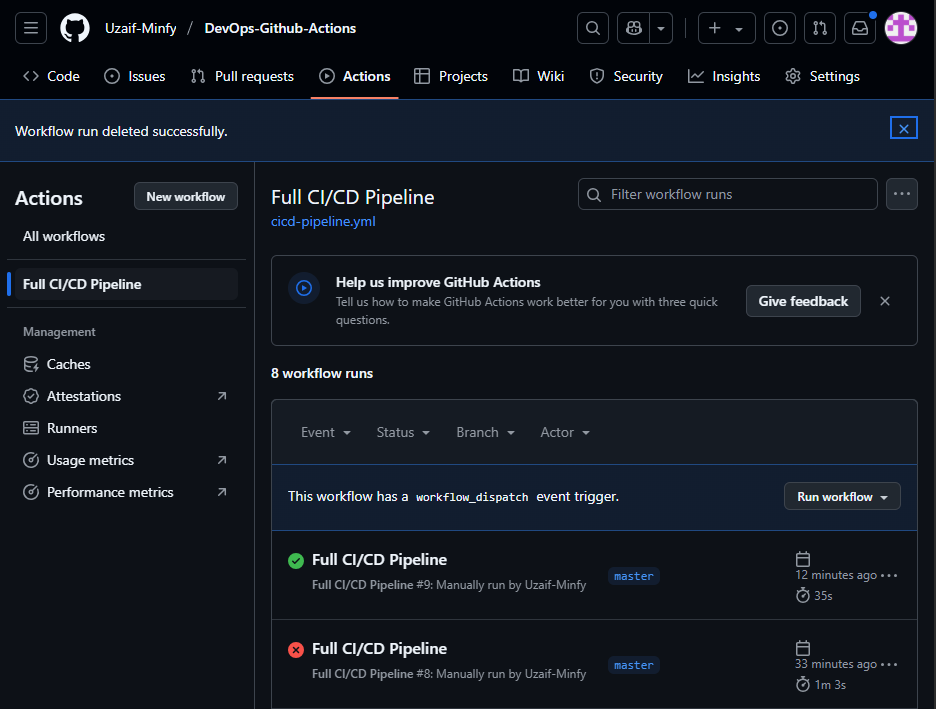 Uzaif-Minfy / DevOps-Github-Actions
Code Issues Pull requests Actions Projects Wiki Security Insights Settings
Workflow run deleted successfully.
Actions
New workflow
All workflows
Full CI/CD Pipeline
Management
Caches
Attestations
Runners
Usage metrics
Performance metrics
Full CI/CD Pipeline
cicd-pipeline.yml
Filter workflow runs
Help us improve GitHub Actions
Tell us how to make GitHub Actions work better for you with three quick
questions.
Give feedback
8 workflow runs
Event Status Branch Actor
This workflow has a workflow_dispatch event trigger.
Run workflow
Full CI/CD Pipeline
Full CI/CD Pipeline #9: Manually run by Uzaif-Minfy
master
12 minutes ago
35s
Full CI/CD Pipeline
Full CI/CD Pipeline #8: Manually run by Uzaif-Minfy
master
33 minutes ago
1m 3s